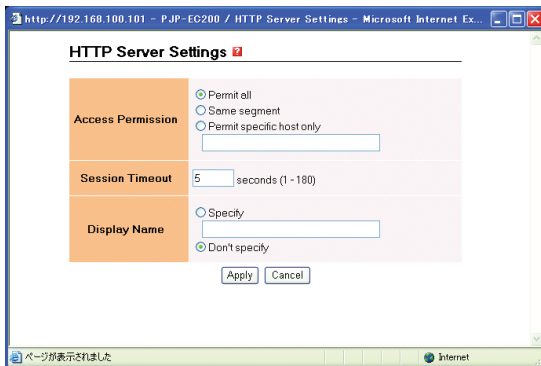 http://192.168.100.101 - PJP-EC200 / HTTP Server Settings - Microsoft Internet Ex...
HTTP Server Settings ?
Access Permission
Permit all
Same segment
Permit specific host only
Session Timeout
5 seconds (1 - 180)
Display Name
Specify
Don't specify
Apply Cancel
ページが表示されました
Internet